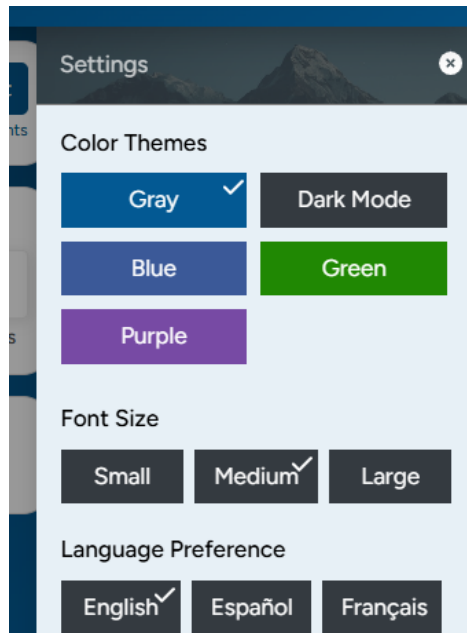 Settings
Color Themes
Gray
Dark Mode
Blue
Green
Purple
Font Size
Small
Medium
Large
Language Preference
English
Español
Français